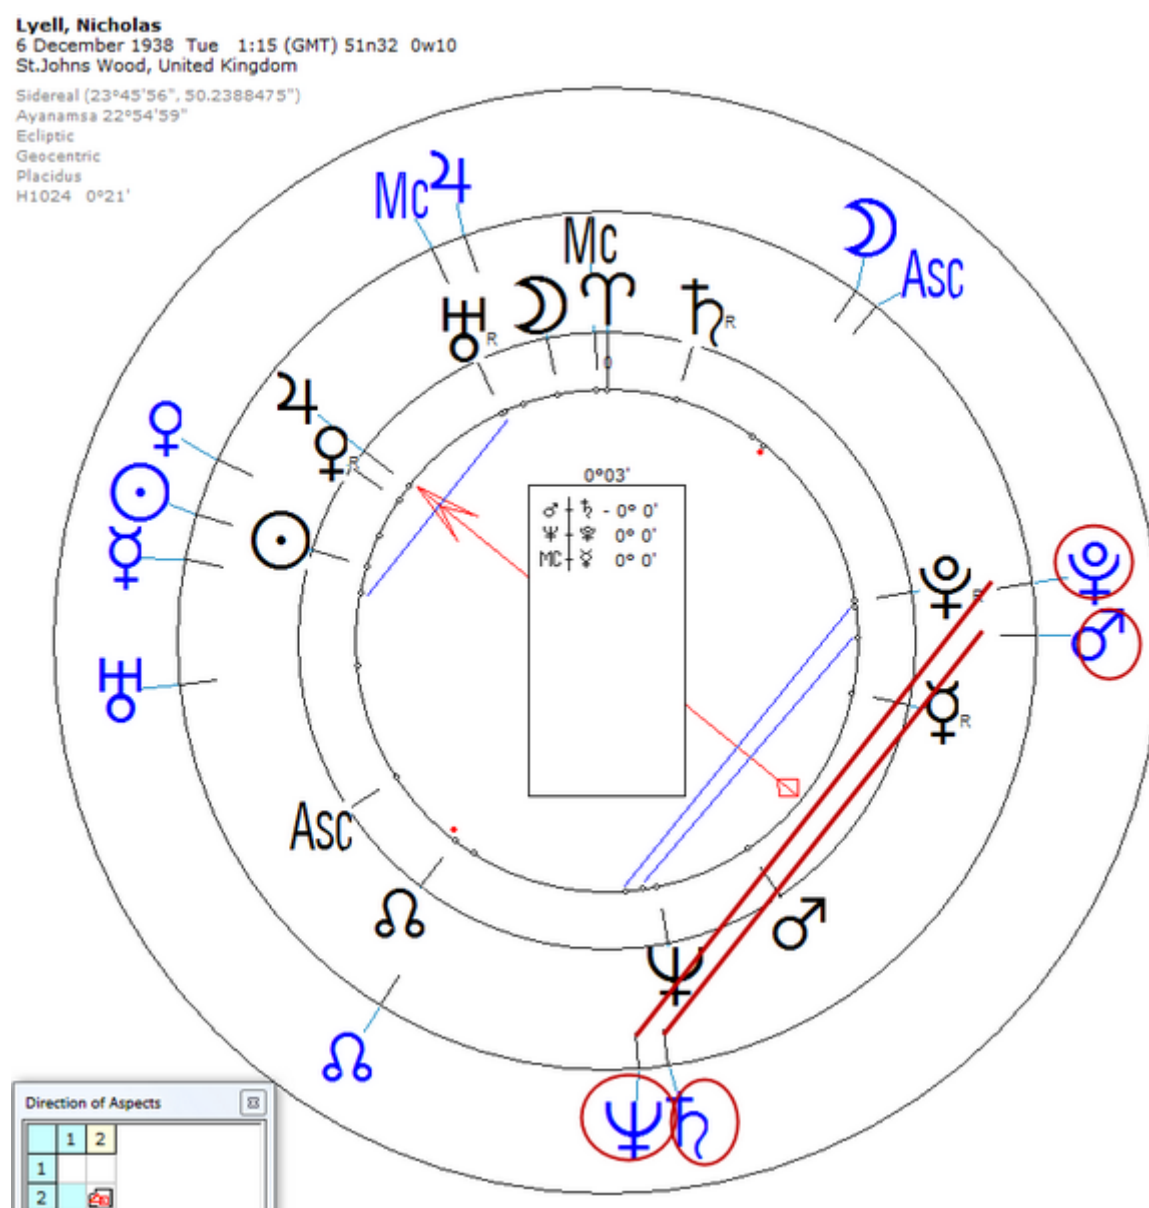 Lyell, Nicholas
6 December 1938  Tue   1:15 (GMT) 51n32  0w10
St.Johns Wood, United Kingdom
Sidereal (23°45'56", 50.2388475")
Ayanamsa 22°54'59"
Ecliptic
Geocentric
Placidus
H1024   0°21'
Mc♃
☽
Asc
Mc
♅R
☽
♈
♄R
0
♃
♀R
♀
☉
☿
☉
0°03'
♂ ┼ ♄ - 0° 0'
♆ ┼ ♇ 0° 0'
MC┼ ☿ 0° 0'
♇R
♇
♂
☿R
♅
Asc
☊
♂
♆
☊
♆
♄
Direction of Aspects
1 2
1
2